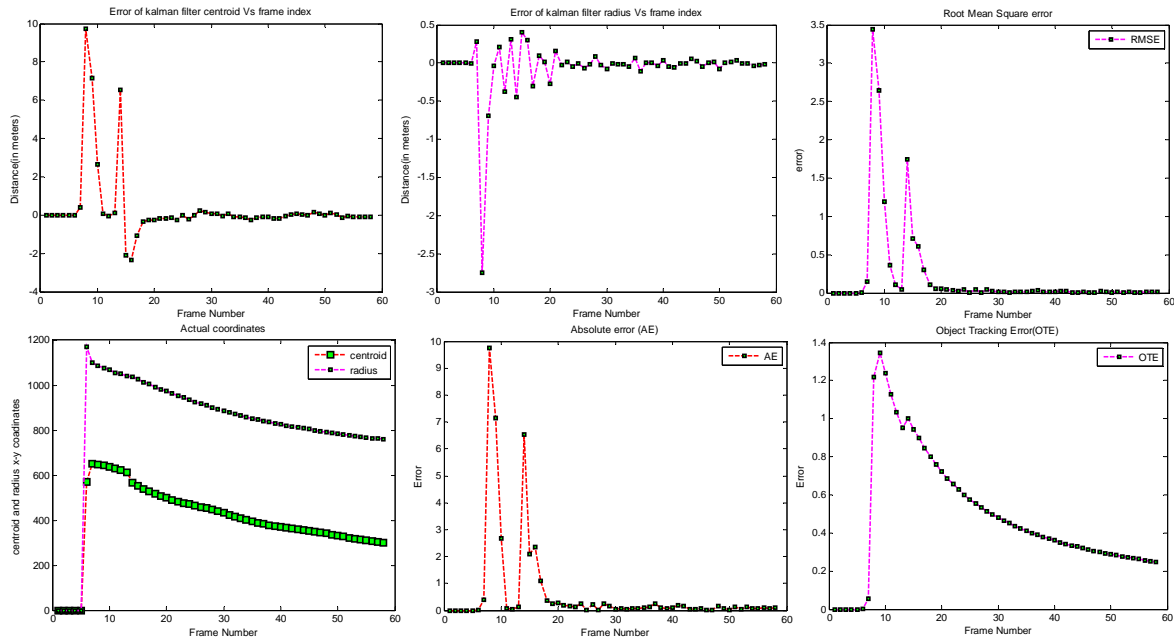 Error of kalman filter centroid Vs frame index
10
8
6
4
2
0
-2
-4
0 10 20 30 40 50 60
Distance(in meters)
Frame Number
Error of kalman filter radius Vs frame index
0.5
0
-0.5
-1
-1.5
-2
-2.5
-3
0 10 20 30 40 50 60
Distance(in meters)
Frame Number
Root Mean Square error
RMSE
3.5
3
2.5
2
1.5
1
0.5
0
0 10 20 30 40 50 60
error)
Frame Number
Actual coordinates
centroid
radius
1200
1000
800
600
400
200
0
0 10 20 30 40 50 60
centroid and radius x-y coadinates
Frame Number
Absolute error (AE)
AE
10
9
8
7
6
5
4
3
2
1
0
0 10 20 30 40 50 60
Error
Frame Number
Object Tracking Error(OTE)
OTE
1.4
1.2
1
0.8
0.6
0.4
0.2
0
0 10 20 30 40 50 60
Error
Frame Number